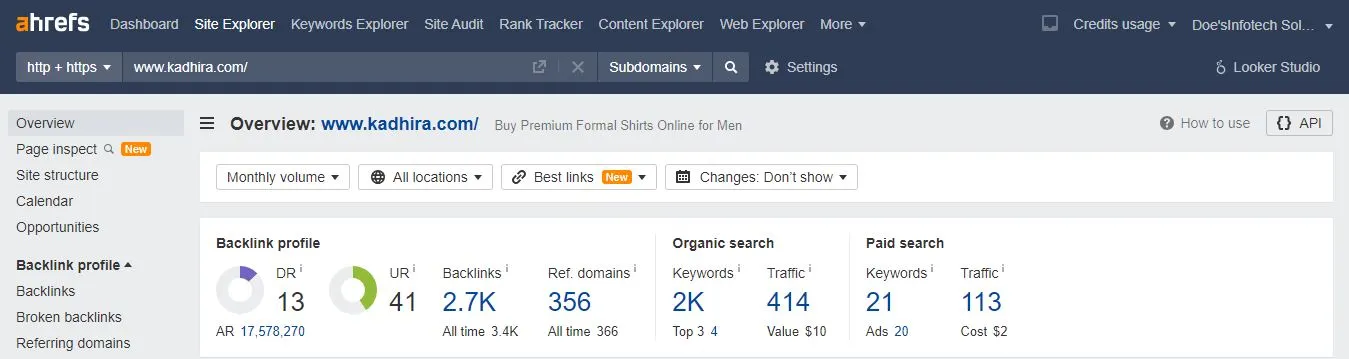 ahrefs Dashboard Site Explorer Keywords Explorer Site Audit Rank Tracker Content Explorer Web Explorer More Credits usage Doe'sInfotech Sol...
http + https www.kadhira.com/ Subdomains Settings Looker Studio
Overview
Page inspect New
Site structure
Calendar
Opportunities
Backlink profile
Backlinks
Broken backlinks
Referring domains
Overview: www.kadhira.com/ Buy Premium Formal Shirts Online for Men How to use {} API
Monthly volume All locations Best links New Changes: Don't show
Backlink profile
DR i UR i Backlinks i Ref. domains i
13 41 2.7K 356
AR 17,578,270 All time 3.4K All time 366
Organic search
Keywords i Traffic i
2K 414
Top 3 4 Value $10
Paid search
Keywords i Traffic i
21 113
Ads 20 Cost $2